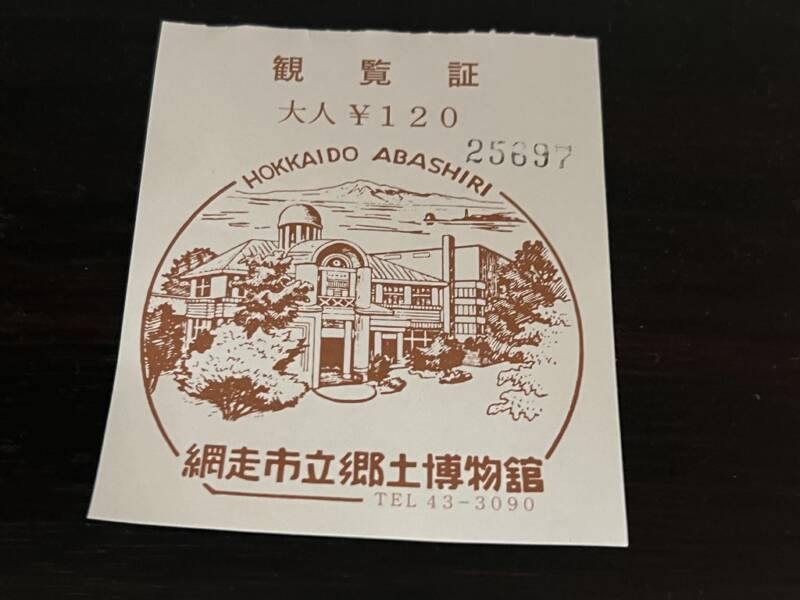 観覧証
大人￥120
25697
HOKKAIDO ABASHIRI
網走市立郷土博物舘
TEL 43-3090